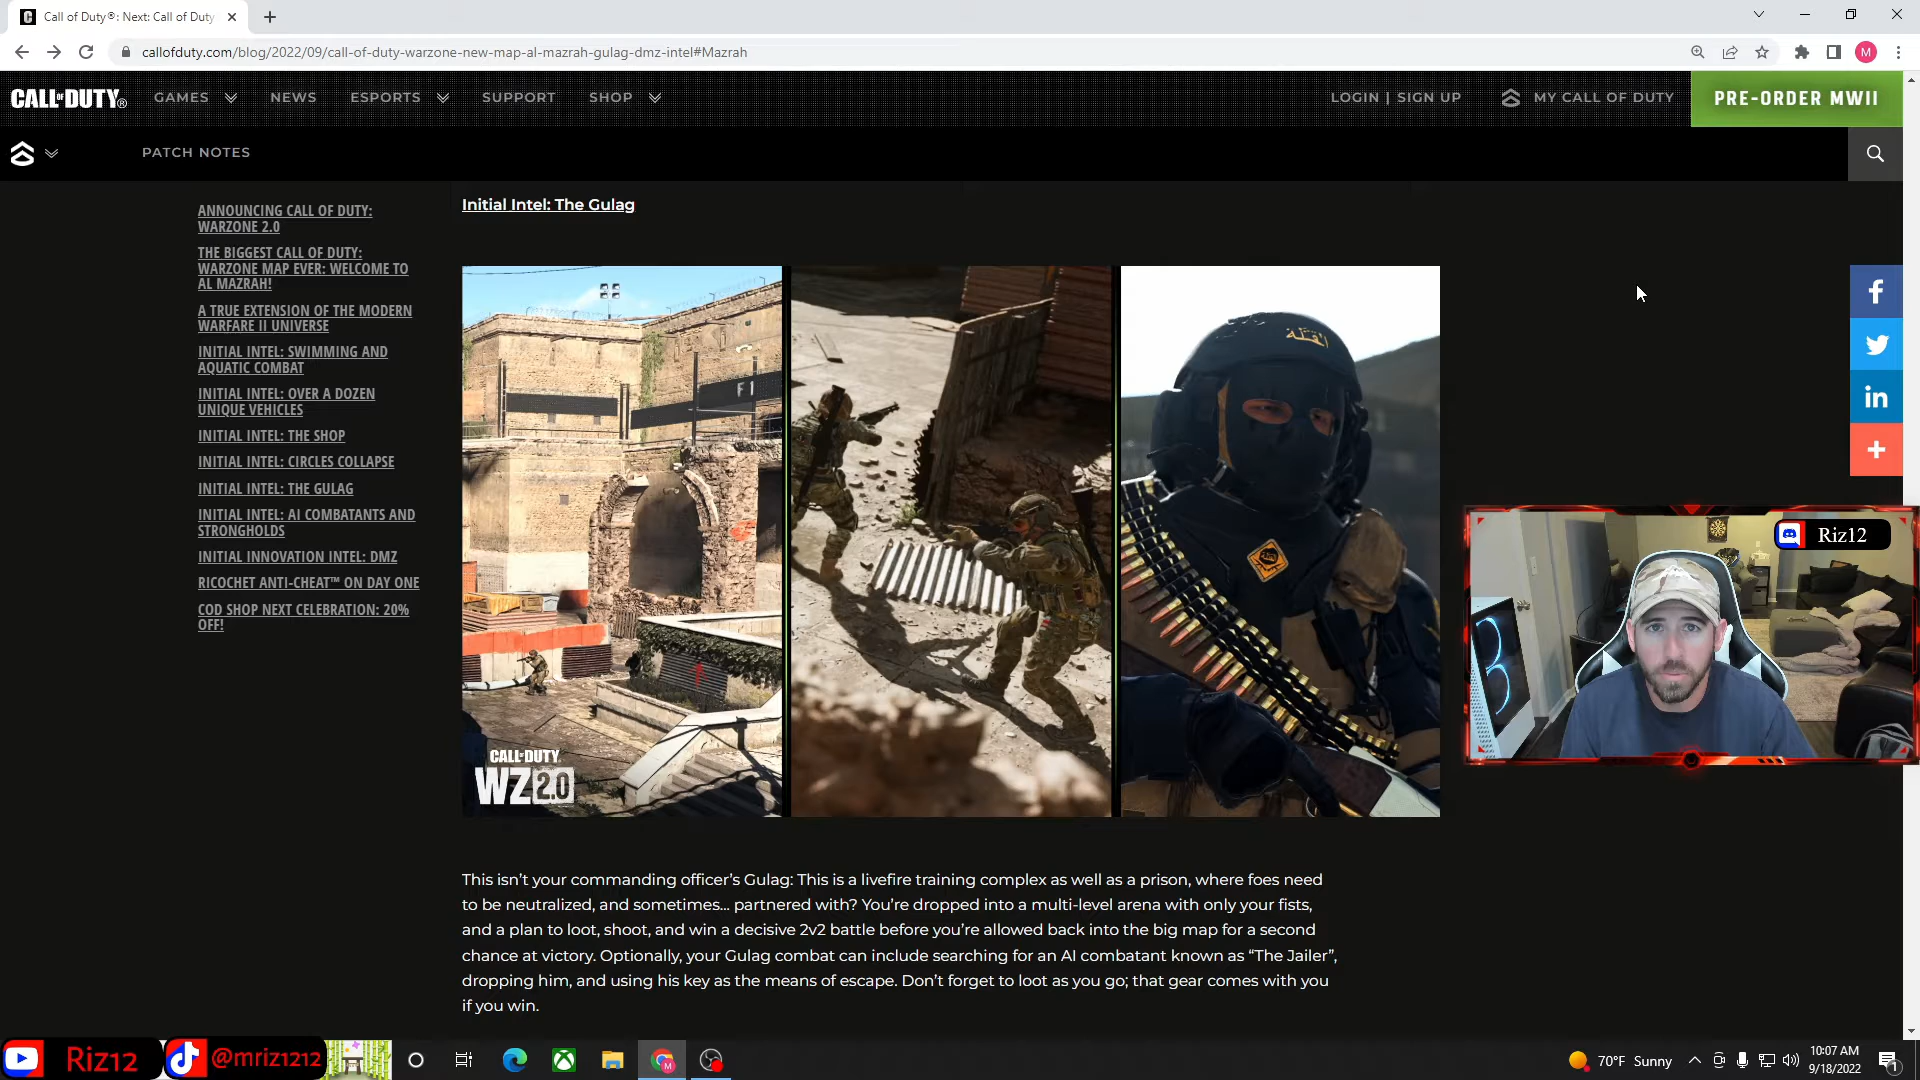 Call of Duty®: Next: Call of Duty
callofduty.com/blog/2022/09/call-of-duty-warzone-new-map-al-mazrah-gulag-dmz-intel#Mazrah
M
CALL OF DUTY®
GAMES
NEWS
ESPORTS
SUPPORT
SHOP
LOGIN | SIGN UP
MY CALL OF DUTY
PRE-ORDER MWII
PATCH NOTES
ANNOUNCING CALL OF DUTY:
WARZONE 2.0
THE BIGGEST CALL OF DUTY:
WARZONE MAP EVER: WELCOME TO
AL MAZRAH!
A TRUE EXTENSION OF THE MODERN
WARFARE II UNIVERSE
INITIAL INTEL: SWIMMING AND
AQUATIC COMBAT
INITIAL INTEL: OVER A DOZEN
UNIQUE VEHICLES
INITIAL INTEL: THE SHOP
INITIAL INTEL: CIRCLES COLLAPSE
INITIAL INTEL: THE GULAG
INITIAL INTEL: AI COMBATANTS AND
STRONGHOLDS
INITIAL INNOVATION INTEL: DMZ
RICOCHET ANTI-CHEAT™ ON DAY ONE
COD SHOP NEXT CELEBRATION: 20%
OFF!
Initial Intel: The Gulag
F1
CALL OF DUTY
WZ 2.0
Riz12
This isn’t your commanding officer’s Gulag: This is a livefire training complex as well as a prison, where foes need
to be neutralized, and sometimes… partnered with? You’re dropped into a multi-level arena with only your fists,
and a plan to loot, shoot, and win a decisive 2v2 battle before you’re allowed back into the big map for a second
chance at victory. Optionally, your Gulag combat can include searching for an AI combatant known as “The Jailer”,
dropping him, and using his key as the means of escape. Don’t forget to loot as you go; that gear comes with you
if you win.
Riz12
@mriz1212
70°F Sunny
10:07 AM
9/18/2022
1